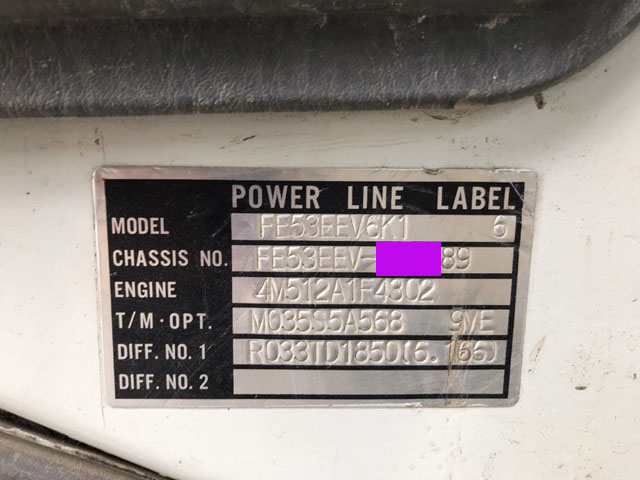 POWER LINE LABEL
MODEL FE53EEV6K1 6
CHASSIS NO. FE53EEV- 89
ENGINE 4M512A1F4302
T/M·OPT. M035S5A568 9ME
DIFF. NO. 1 R033TD1850(6.166)
DIFF. NO. 2